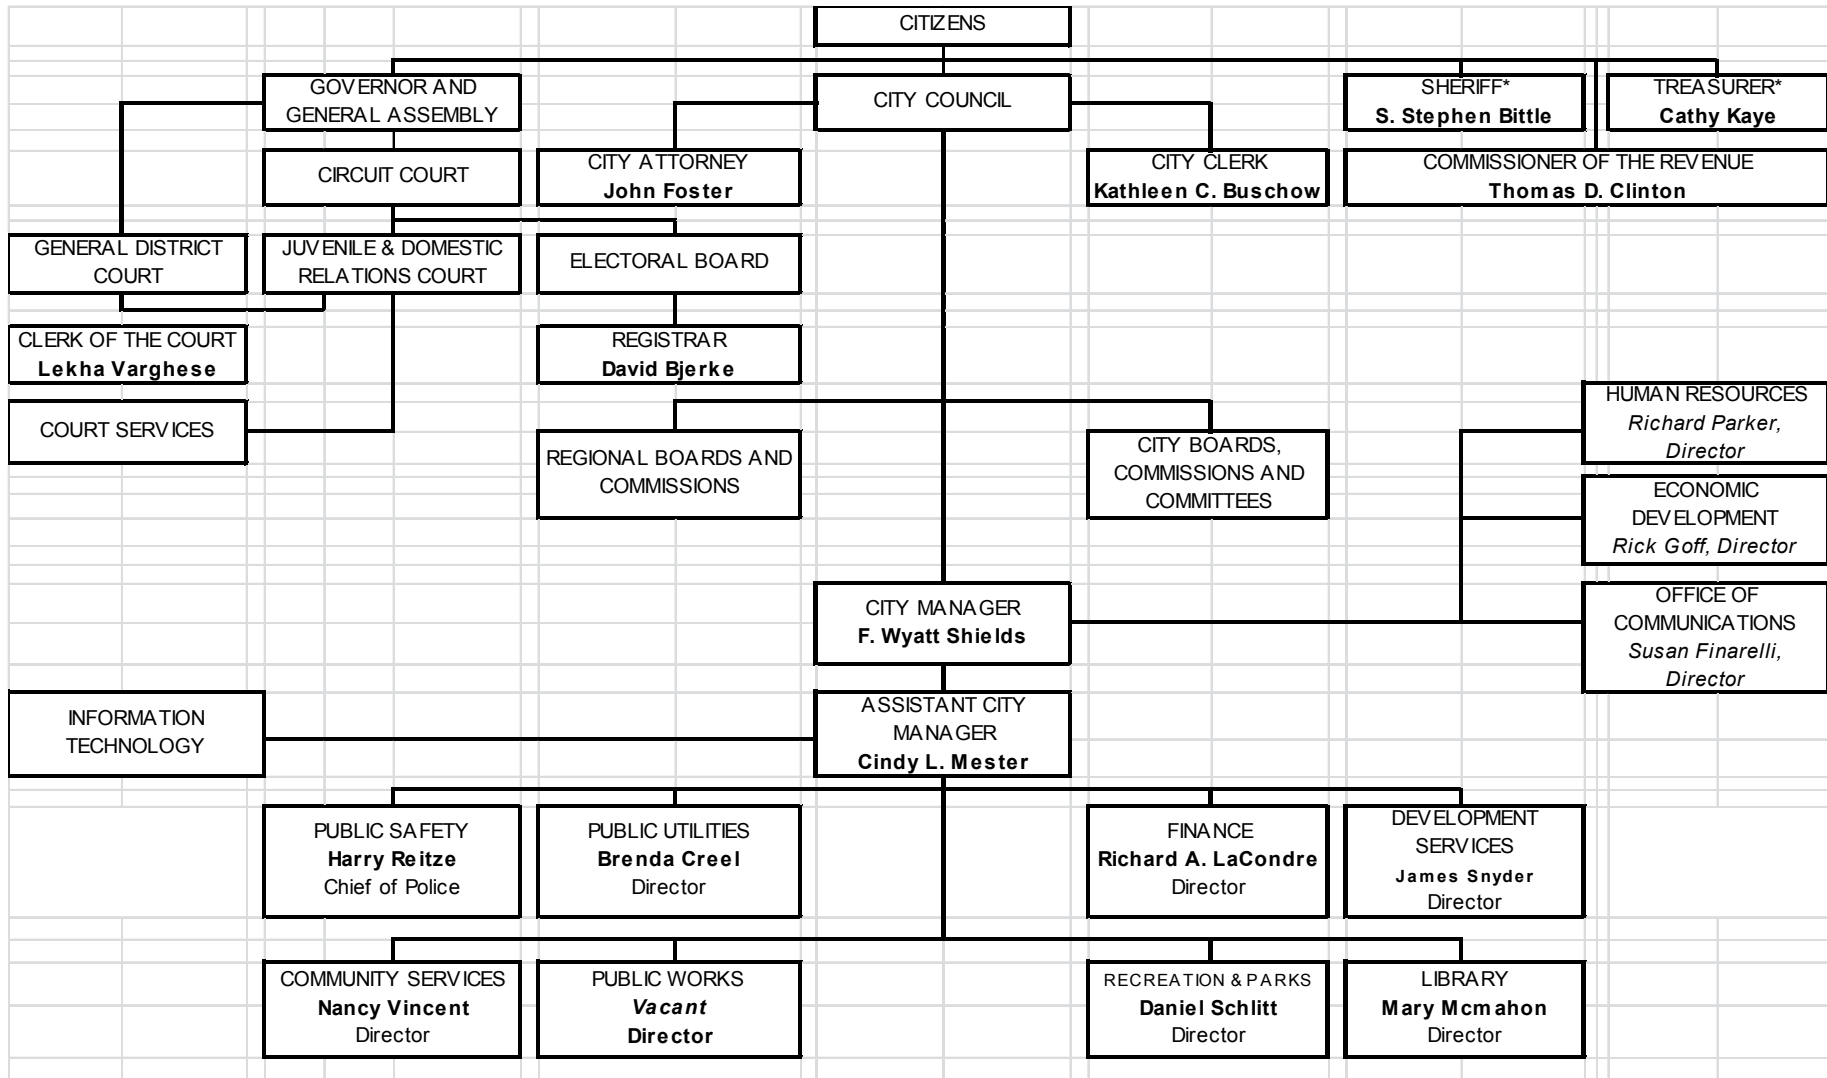 CITIZENS
GOVERNOR AND
GENERAL ASSEMBLY
CITY COUNCIL
SHERIFF*
S. Stephen Bittle
TREASURER*
Cathy Kaye
CIRCUIT COURT
CITY ATTORNEY
John Foster
CITY CLERK
Kathleen C. Buschow
COMMISSIONER OF THE REVENUE
Thomas D. Clinton
GENERAL DISTRICT
COURT
JUVENILE & DOMESTIC
RELATIONS COURT
ELECTORAL BOARD
CLERK OF THE COURT
Lekha Varghese
REGISTRAR
David Bjerke
COURT SERVICES
REGIONAL BOARDS AND
COMMISSIONS
CITY BOARDS,
COMMISSIONS AND
COMMITTEES
HUMAN RESOURCES
Richard Parker,
Director
ECONOMIC
DEVELOPMENT
Rick Goff, Director
CITY MANAGER
F. Wyatt Shields
OFFICE OF
COMMUNICATIONS
Susan Finarelli,
Director
INFORMATION
TECHNOLOGY
ASSISTANT CITY
MANAGER
Cindy L. Mester
PUBLIC SAFETY
Harry Reitze
Chief of Police
PUBLIC UTILITIES
Brenda Creel
Director
FINANCE
Richard A. LaCondre
Director
DEVELOPMENT
SERVICES
James Snyder
Director
COMMUNITY SERVICES
Nancy Vincent
Director
PUBLIC WORKS
Vacant
Director
RECREATION & PARKS
Daniel Schlitt
Director
LIBRARY
Mary Mcmahon
Director